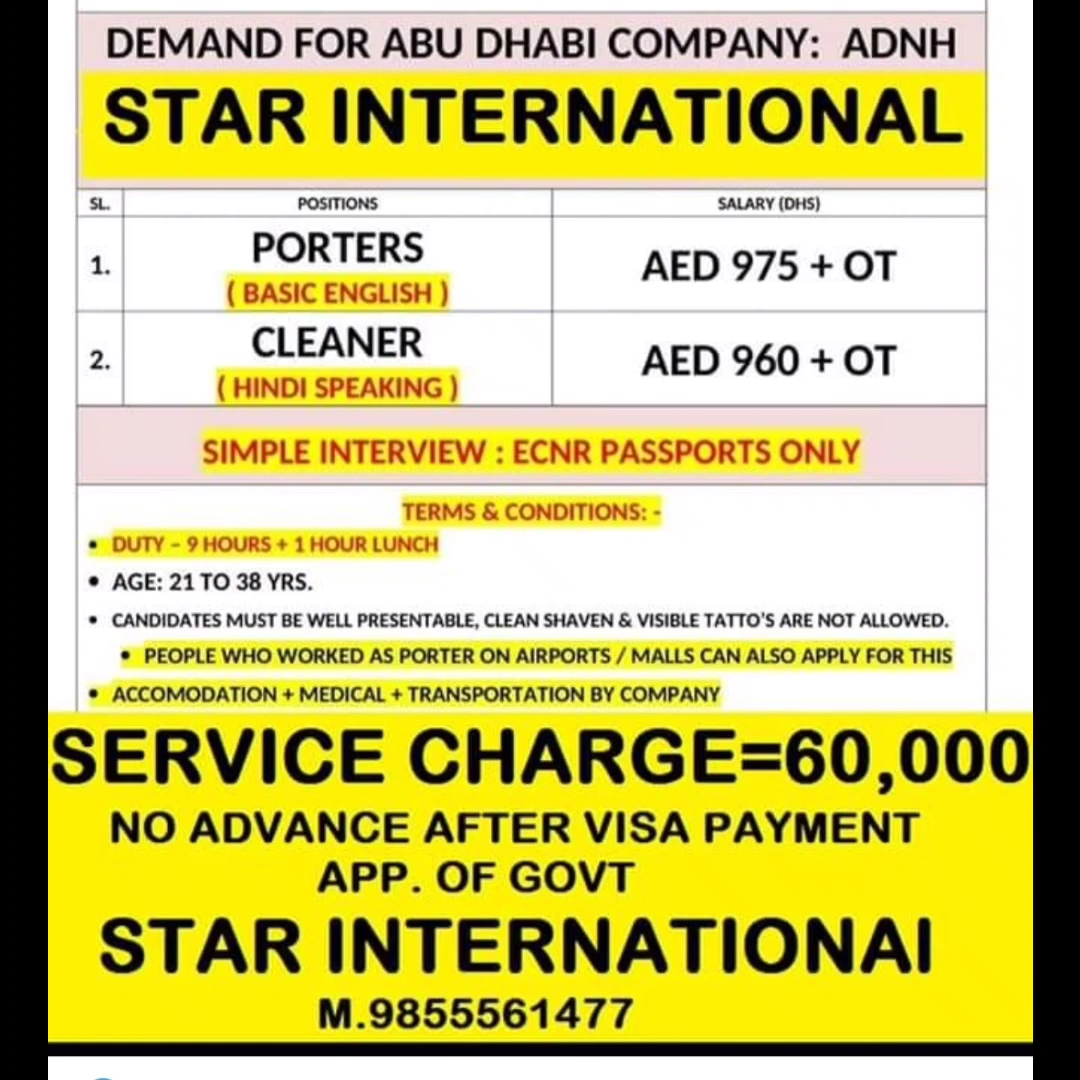 DEMAND FOR ABU DHABI COMPANY: ADNH
STAR INTERNATIONAL
SL. POSITIONS SALARY (DHS)
1. PORTERS AED 975 + OT
( BASIC ENGLISH )
2. CLEANER AED 960 + OT
( HINDI SPEAKING )
SIMPLE INTERVIEW : ECNR PASSPORTS ONLY
TERMS & CONDITIONS: -
• DUTY – 9 HOURS + 1 HOUR LUNCH
• AGE: 21 TO 38 YRS.
• CANDIDATES MUST BE WELL PRESENTABLE, CLEAN SHAVEN & VISIBLE TATTO'S ARE NOT ALLOWED.
• PEOPLE WHO WORKED AS PORTER ON AIRPORTS / MALLS CAN ALSO APPLY FOR THIS
• ACCOMODATION + MEDICAL + TRANSPORTATION BY COMPANY
SERVICE CHARGE=60,000
NO ADVANCE AFTER VISA PAYMENT
APP. OF GOVT
STAR INTERNATIONAl
M.9855561477